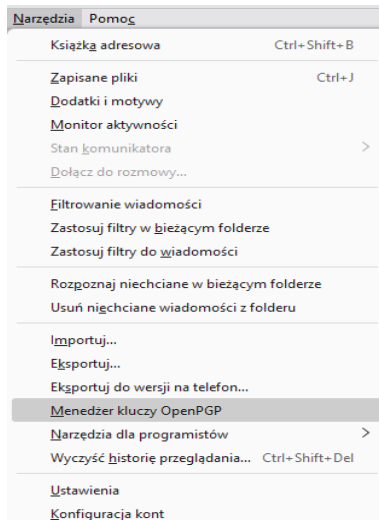 Narzędzia Pomoc
Książka adresowa Ctrl+Shift+B
Zapisane pliki Ctrl+J
Dodatki i motywy
Monitor aktywności
Stan komunikatora >
Dołącz do rozmowy...
Filtrowanie wiadomości
Zastosuj filtry w bieżącym folderze
Zastosuj filtry do wiadomości
Rozpoznaj niechciane w bieżącym folderze
Usuń niechciane wiadomości z folderu
Importuj...
Eksportuj...
Eksportuj do wersji na telefon...
Menedżer kluczy OpenPGP
Narzędzia dla programistów >
Wyczyść historię przeglądania... Ctrl+Shift+Del
Ustawienia
Konfiguracja kont